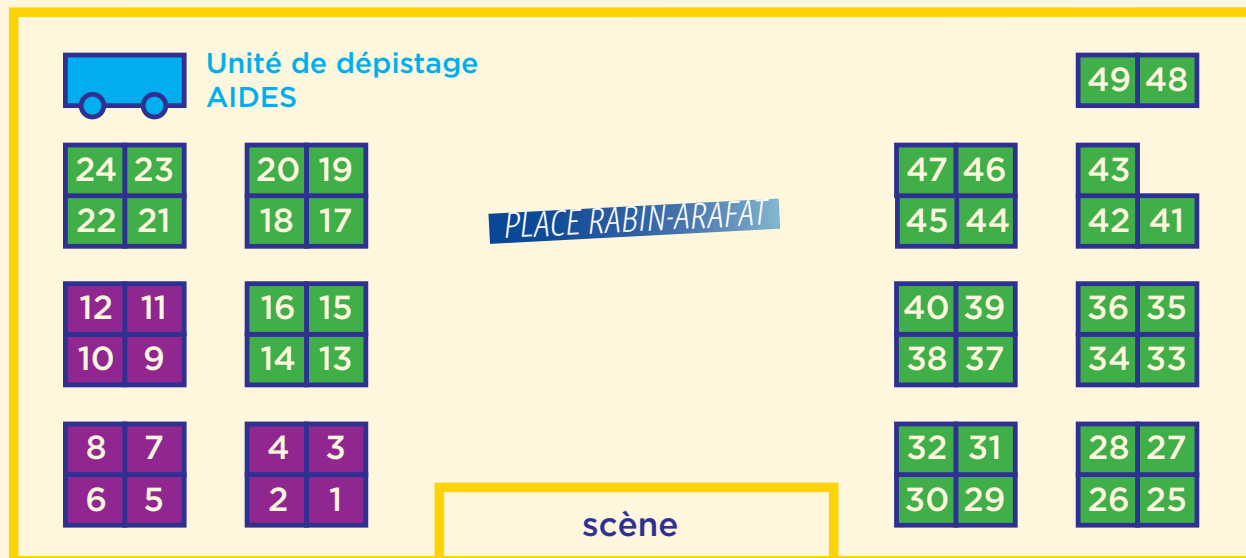 Unité de dépistage
AIDES
49 48
24 23 20 19 47 46 43
22 21 18 17 PLACE RABIN-ARAFAT 45 44 42 41
12 11 16 15 40 39 36 35
10 9 14 13 38 37 34 33
8 7 4 3 32 31 28 27
6 5 2 1 30 29 26 25
scène